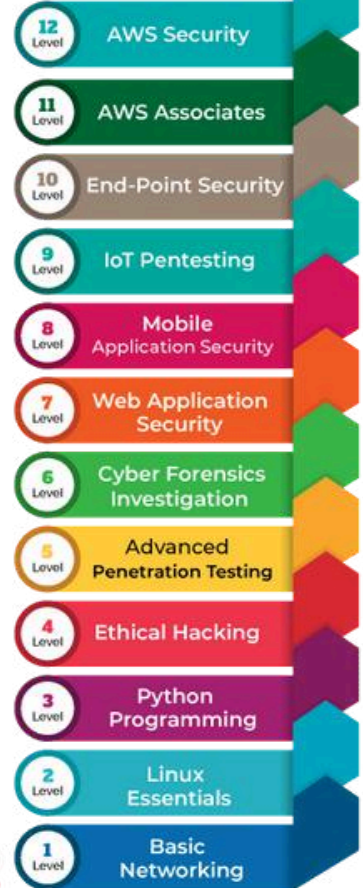 12
Level
AWS Security
11
Level
AWS Associates
10
Level
End-Point Security
9
Level
IoT Pentesting
8
Level
Mobile
Application Security
7
Level
Web Application
Security
6
Level
Cyber Forensics
Investigation
5
Level
Advanced
Penetration Testing
4
Level
Ethical Hacking
3
Level
Python
Programming
2
Level
Linux
Essentials
1
Level
Basic
Networking